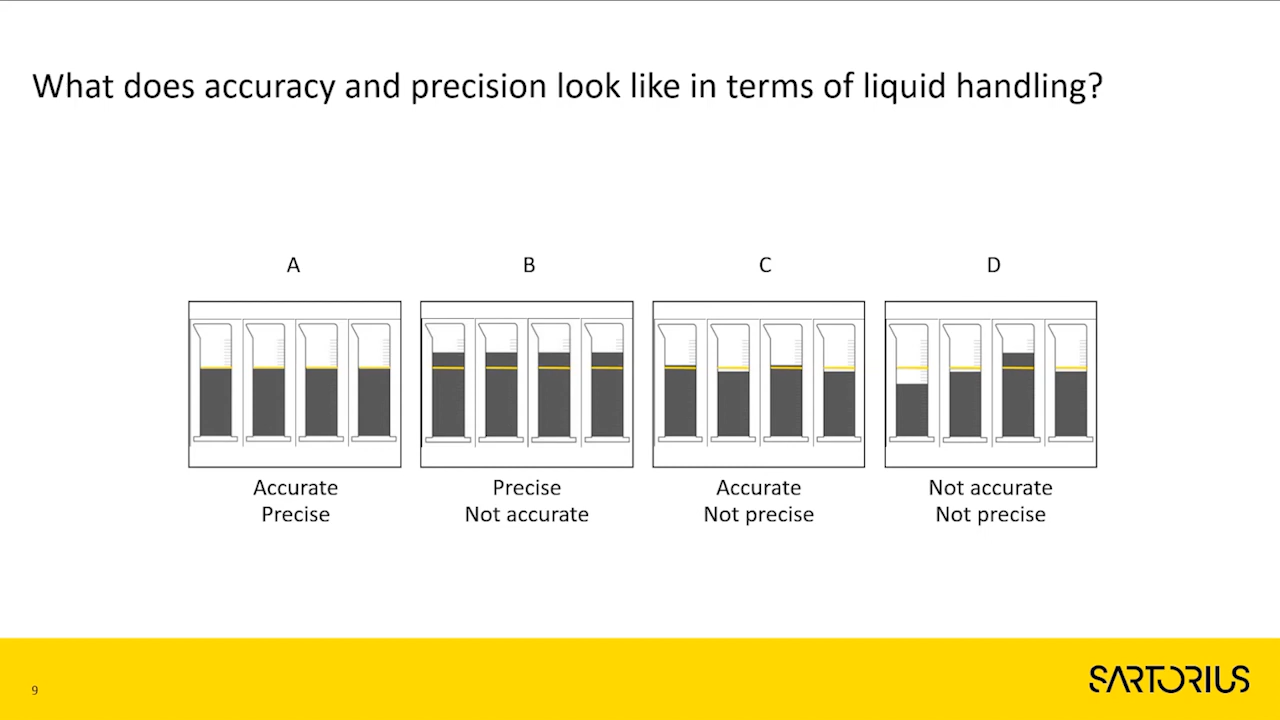 What does accuracy and precision look like in terms of liquid handling?
A
B
C
D
Accurate
Precise
Precise
Not accurate
Accurate
Not precise
Not accurate
Not precise
9
SARTORIUS